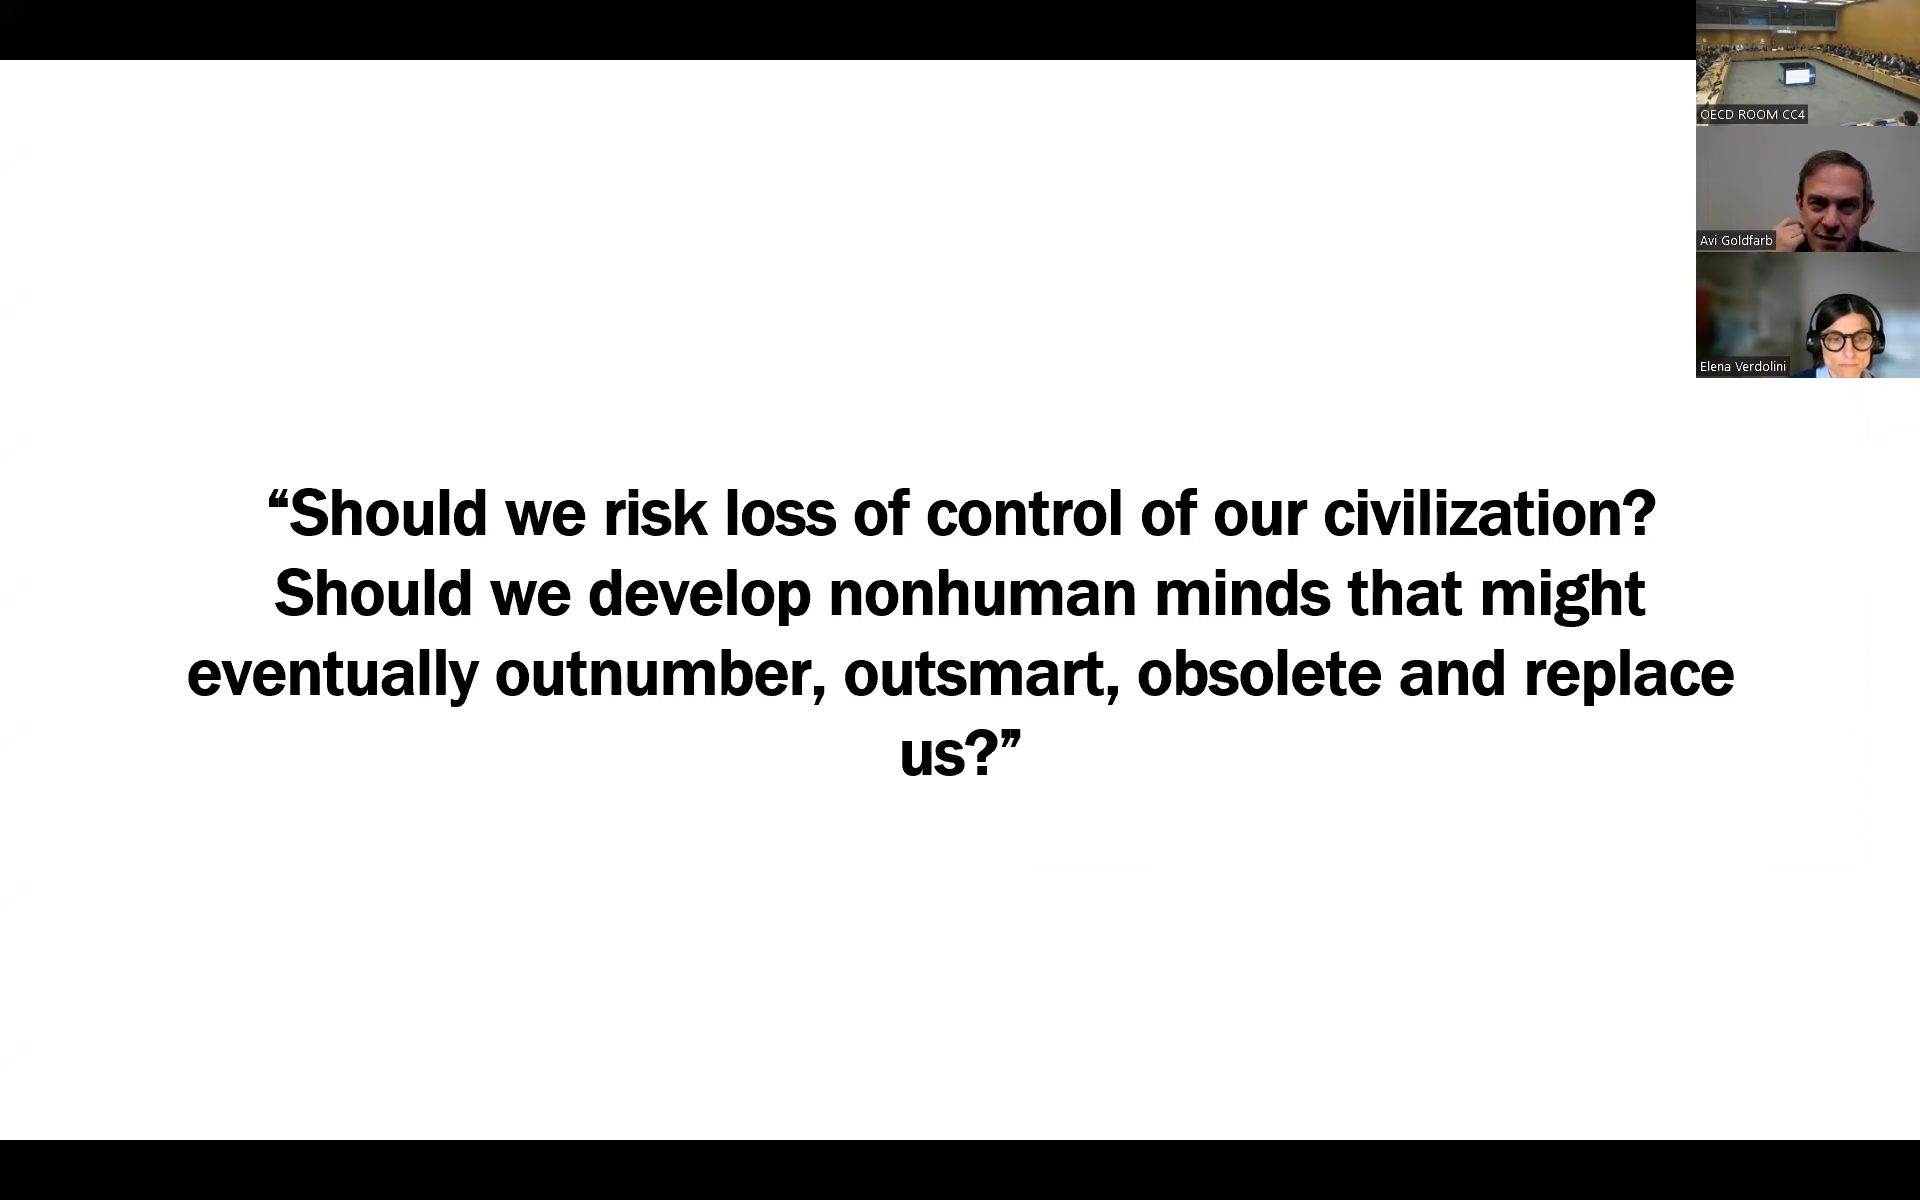 OECD ROOM CC4
Avi Goldfarb
Elena Verdolini
“Should we risk loss of control of our civilization?
Should we develop nonhuman minds that might
eventually outnumber, outsmart, obsolete and replace
us?”